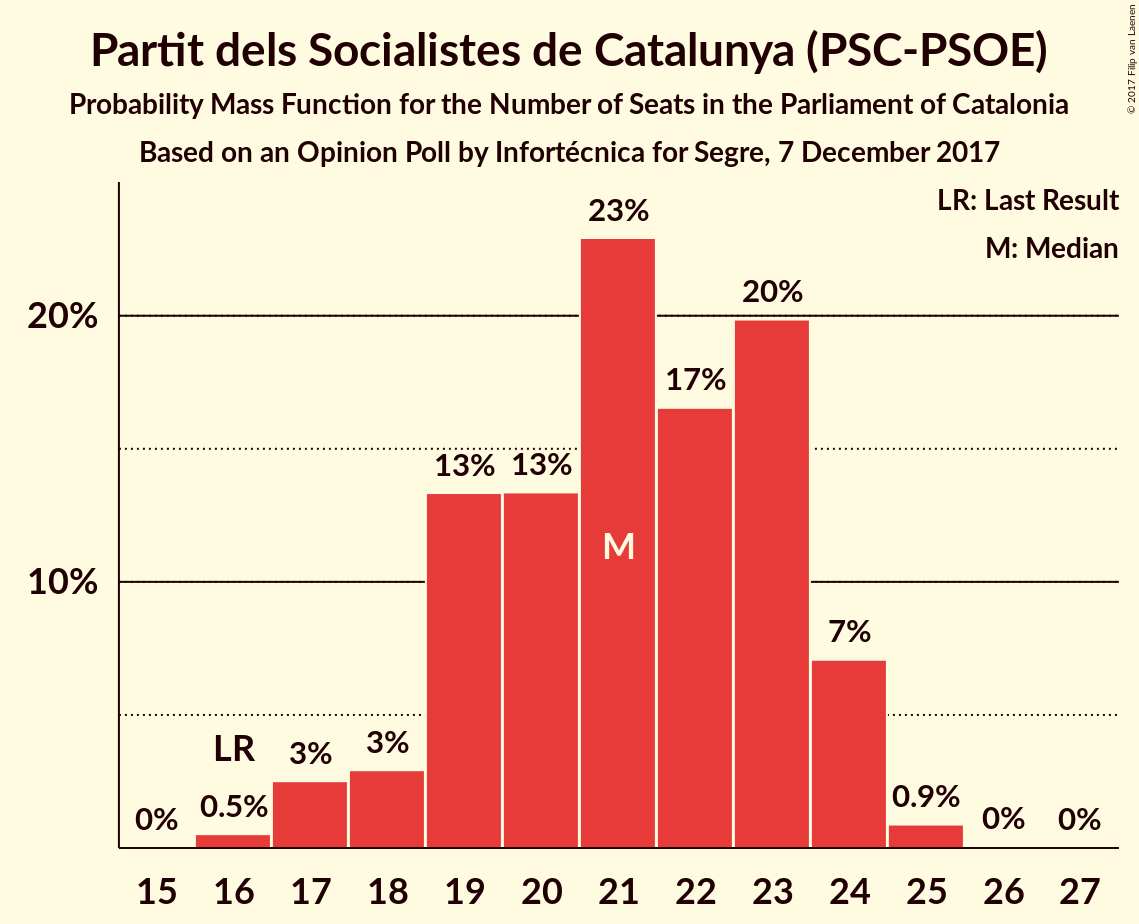 Partit dels Socialistes de Catalunya (PSC-PSOE)
Probability Mass Function for the Number of Seats in the Parliament of Catalonia
Based on an Opinion Poll by Infortécnica for Segre, 7 December 2017
© 2017 Filip van Laenen
LR: Last Result
M: Median
23%
20%
20%
17%
13% 13%
M
10%
7%
LR
3% 3%
0% 0.5% 0.9% 0% 0%
15 16 17 18 19 20 21 22 23 24 25 26 27